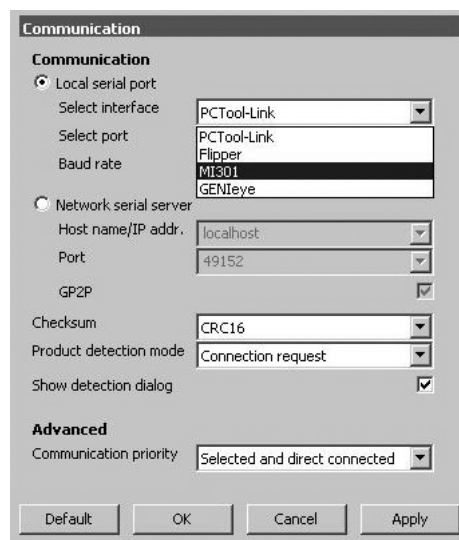 Communication
Communication
Local serial port
Select interface PCTool-Link
Select port PCTool-Link
Flipper
Baud rate MI301
GENIeye
Network serial server
Host name/IP addr. localhost
Port 49152
GP2P
Checksum CRC16
Product detection mode Connection request
Show detection dialog
Advanced
Communication priority Selected and direct connected
Default OK Cancel Apply